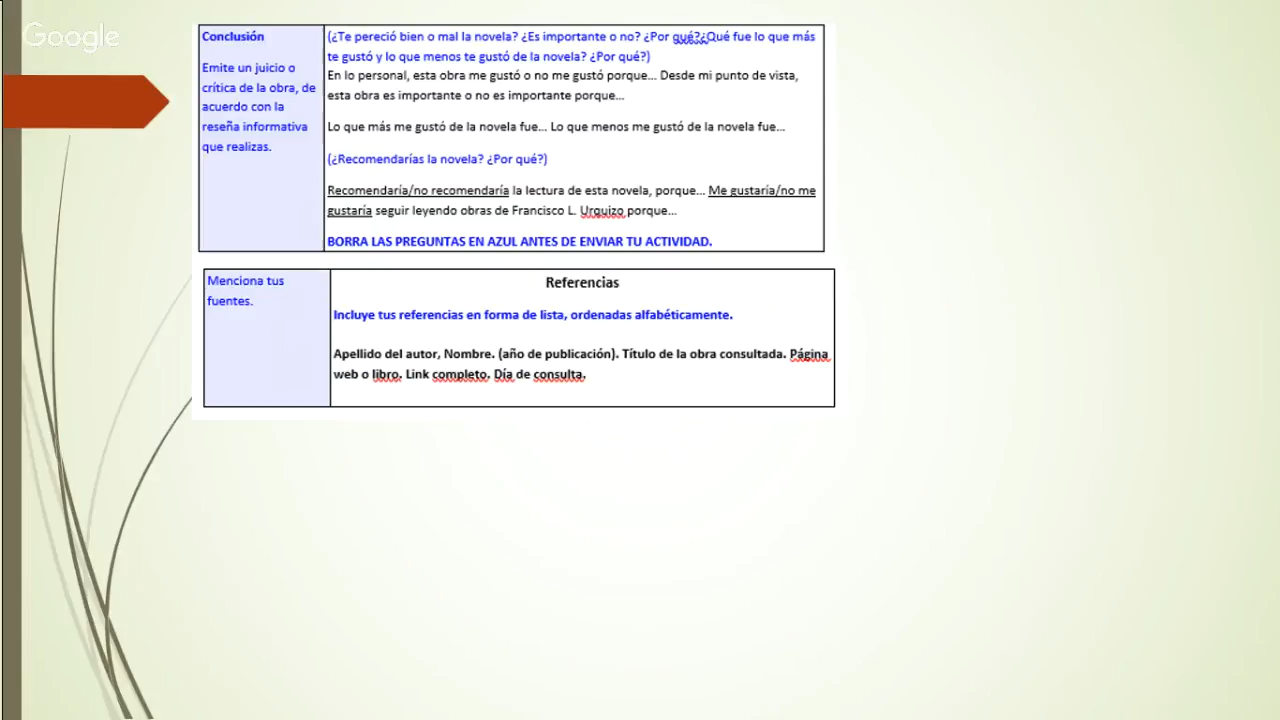 Google
Conclusión
Emite un juicio o
crítica de la obra, de
acuerdo con la
reseña informativa
que realizas.
(¿Te pereció bien o mal la novela? ¿Es importante o no? ¿Por qué?¿Qué fue lo que más
te gustó y lo que menos te gustó de la novela? ¿Por qué?)
En lo personal, esta obra me gustó o no me gustó porque... Desde mi punto de vista,
esta obra es importante o no es importante porque...
Lo que más me gustó de la novela fue... Lo que menos me gustó de la novela fue...
(¿Recomendarías la novela? ¿Por qué?)
Recomendaría/no recomendaría la lectura de esta novela, porque... Me gustaría/no me
gustaría seguir leyendo obras de Francisco L. Urquizo porque...
BORRA LAS PREGUNTAS EN AZUL ANTES DE ENVIAR TU ACTIVIDAD.
Menciona tus
fuentes.
Referencias
Incluye tus referencias en forma de lista, ordenadas alfabéticamente.
Apellido del autor, Nombre. (año de publicación). Título de la obra consultada. Página
web o libro. Link completo. Día de consulta.